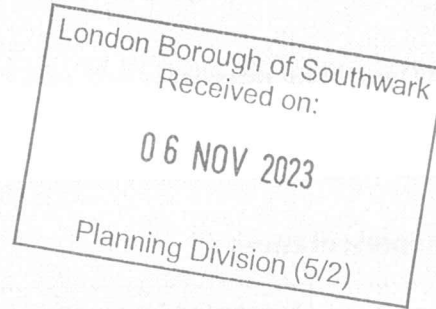 London Borough of Southwark
Received on:
06 NOV 2023
Planning Division (5/2)